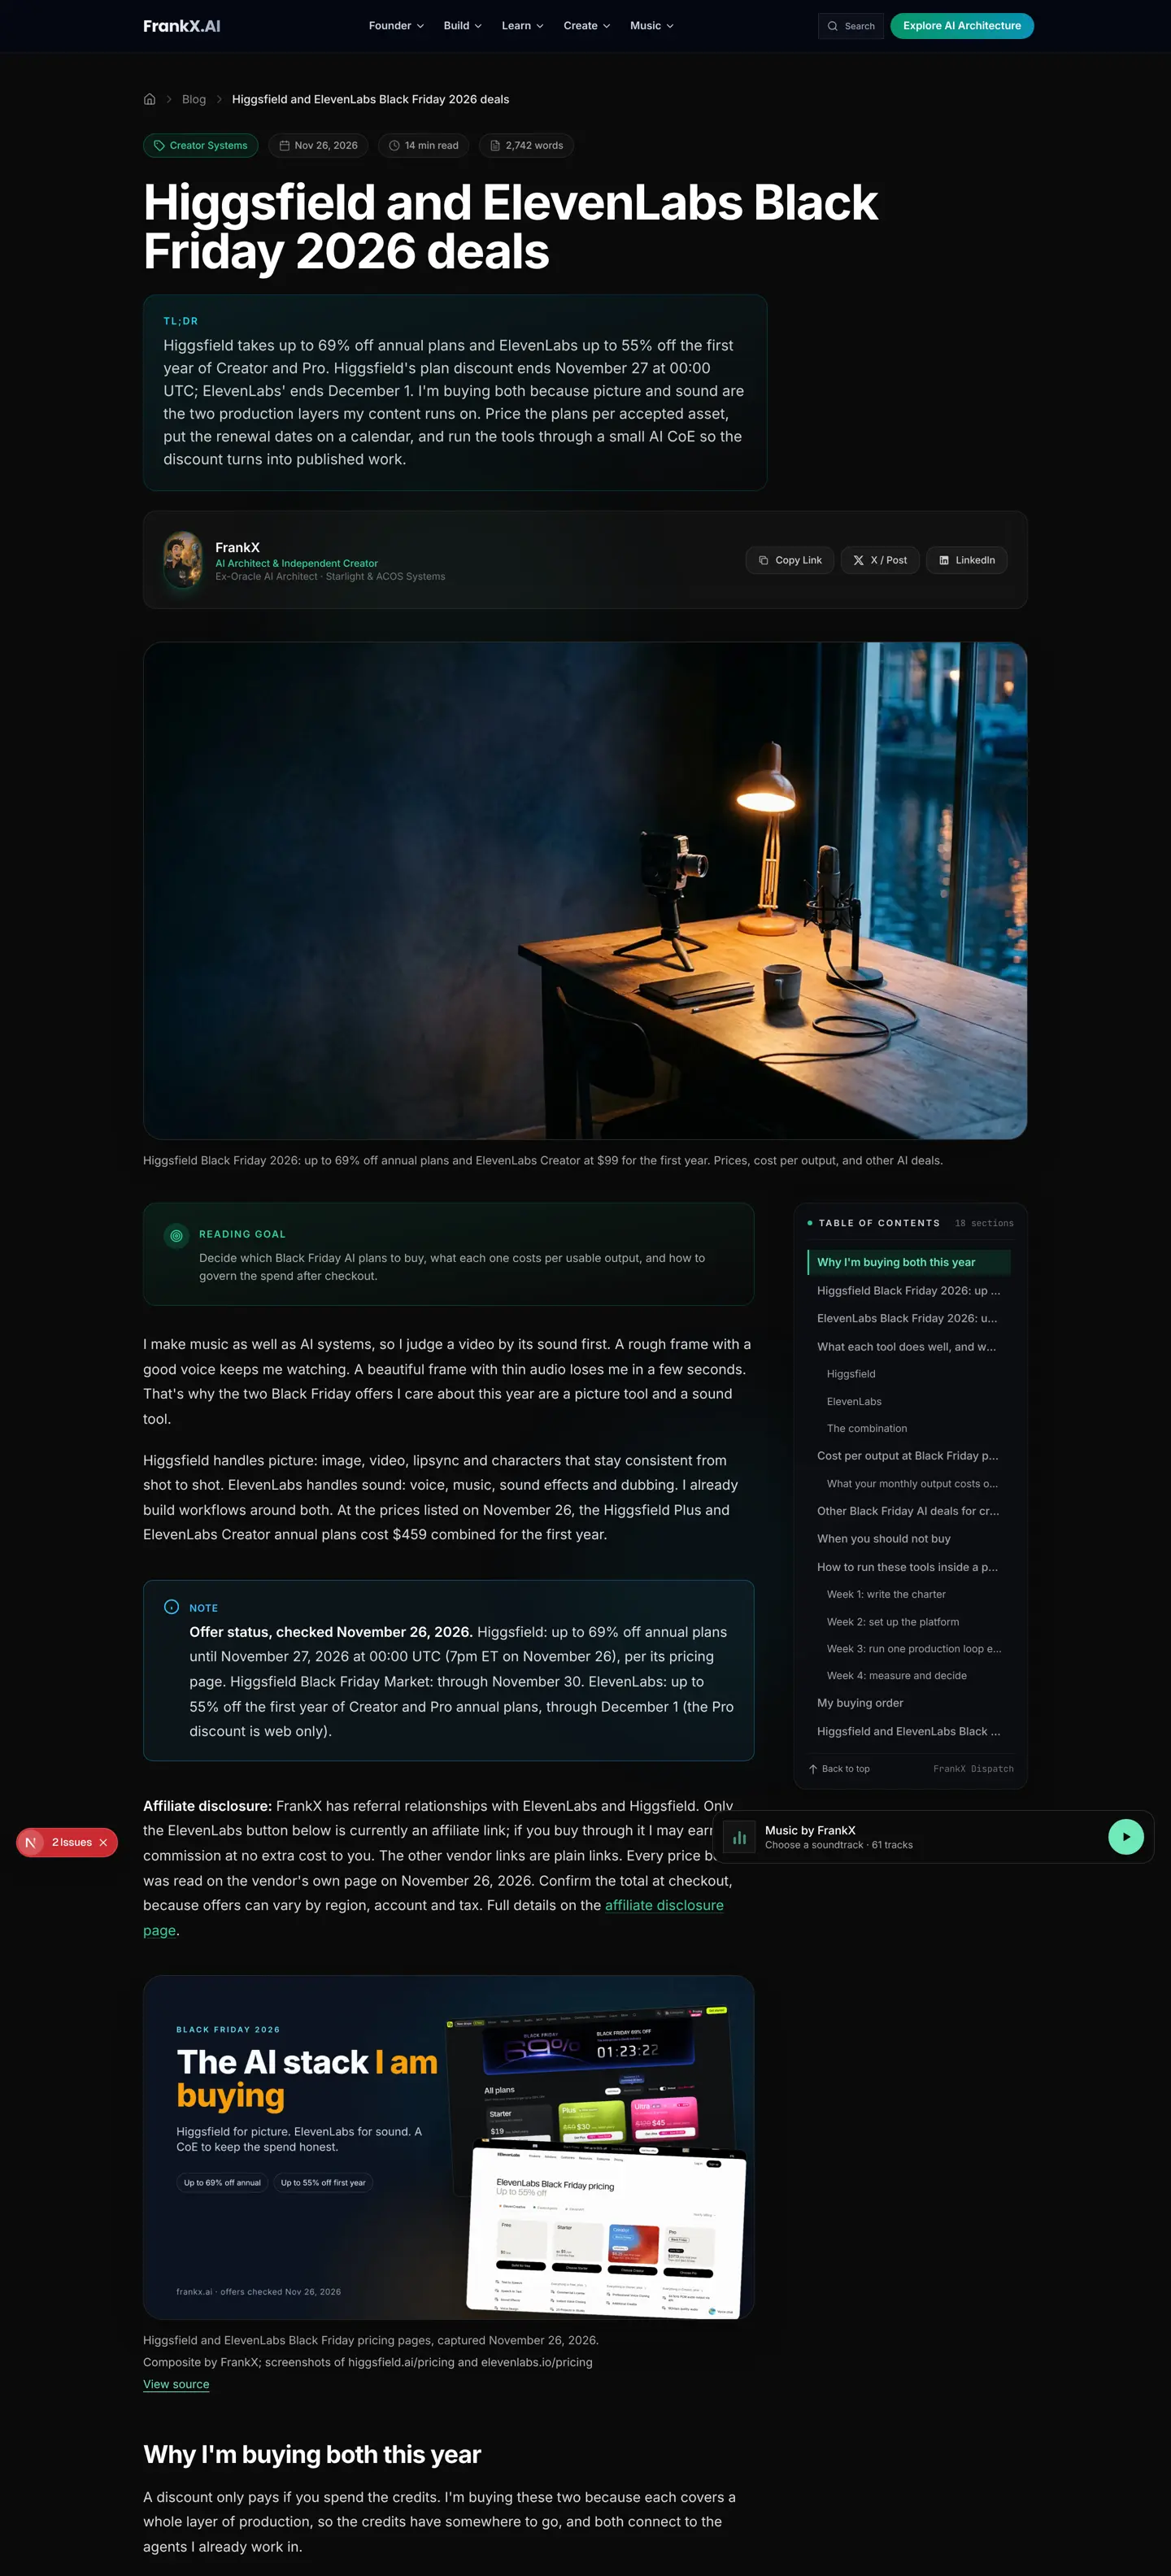 FrankX.AI
Founder
Build
Learn
Create
Music
Search
Explore AI Architecture
Blog
Higgsfield and ElevenLabs Black Friday 2026 deals
Creator Systems
Nov 26, 2026
14 min read
2,742 words
Higgsfield and ElevenLabs Black
Friday 2026 deals
TL;DR
Higgsfield takes up to 69% off annual plans and ElevenLabs up to 55% off the first
year of Creator and Pro. Higgsfield's plan discount ends November 27 at 00:00
UTC; ElevenLabs' ends December 1. I'm buying both because picture and sound are
the two production layers my content runs on. Price the plans per accepted asset,
put the renewal dates on a calendar, and run the tools through a small AI CoE so the
discount turns into published work.
FrankX
AI Architect & Independent Creator
Ex-Oracle AI Architect · Starlight & ACOS Systems
Copy Link
X / Post
LinkedIn
Higgsfield Black Friday 2026: up to 69% off annual plans and ElevenLabs Creator at $99 for the first year. Prices, cost per output, and other AI deals.
READING GOAL
Decide which Black Friday AI plans to buy, what each one costs per usable output, and how to
govern the spend after checkout.
I make music as well as AI systems, so I judge a video by its sound first. A rough frame with a
good voice keeps me watching. A beautiful frame with thin audio loses me in a few seconds.
That's why the two Black Friday offers I care about this year are a picture tool and a sound
tool.
Higgsfield handles picture: image, video, lipsync and characters that stay consistent from
shot to shot. ElevenLabs handles sound: voice, music, sound effects and dubbing. I already
build workflows around both. At the prices listed on November 26, the Higgsfield Plus and
ElevenLabs Creator annual plans cost $459 combined for the first year.
NOTE
Offer status, checked November 26, 2026. Higgsfield: up to 69% off annual plans
until November 27, 2026 at 00:00 UTC (7pm ET on November 26), per its pricing
page. Higgsfield Black Friday Market: through November 30. ElevenLabs: up to
55% off the first year of Creator and Pro annual plans, through December 1 (the Pro
discount is web only).
Affiliate disclosure: FrankX has referral relationships with ElevenLabs and Higgsfield. Only
the ElevenLabs button below is currently an affiliate link; if you buy through it I may earn
commission at no extra cost to you. The other vendor links are plain links. Every price
was read on the vendor's own page on November 26, 2026. Confirm the total at checkout,
because offers can vary by region, account and tax. Full details on the affiliate disclosure
page.
TABLE OF CONTENTS
18 sections
Why I'm buying both this year
Higgsfield Black Friday 2026: up ...
ElevenLabs Black Friday 2026: u...
What each tool does well, and w...
Higgsfield
ElevenLabs
The combination
Cost per output at Black Friday p...
What your monthly output costs o...
Other Black Friday AI deals for cr...
When you should not buy
How to run these tools inside a p...
Week 1: write the charter
Week 2: set up the platform
Week 3: run one production loop e...
Week 4: measure and decide
My buying order
Higgsfield and ElevenLabs Black ...
Back to top
FrankX Dispatch
N
2 Issues
Music by FrankX
Choose a soundtrack · 61 tracks
BLACK FRIDAY 2026
The AI stack I am
buying
Higgsfield for picture. ElevenLabs for sound. A
CoE to keep the spend honest.
Up to 69% off annual
Up to 55% off first year
frankx.ai · offers checked Nov 26, 2026
69%
BLACK FRIDAY 69% OFF
01:23:22
All plans
Starter
$19
Plus
$30
Ultra
$45
ElevenLabs Black Friday pricing
Up to 55% off
Free
Starter
Creator
Pro
Higgsfield and ElevenLabs Black Friday pricing pages, captured November 26, 2026.
Composite by FrankX; screenshots of higgsfield.ai/pricing and elevenlabs.io/pricing
View source
Why I'm buying both this year
A discount only pays if you spend the credits. I'm buying these two because each covers a
whole layer of production, so the credits have somewhere to go, and both connect to the
agents I already work in.